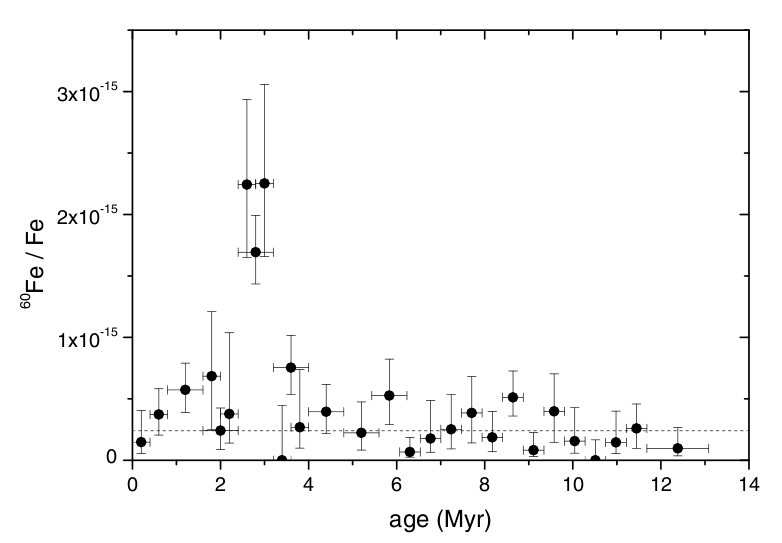 3x10⁻¹⁵
2x10⁻¹⁵
1x10⁻¹⁵
0
⁶⁰Fe / Fe
0 2 4 6 8 10 12 14
age (Myr)